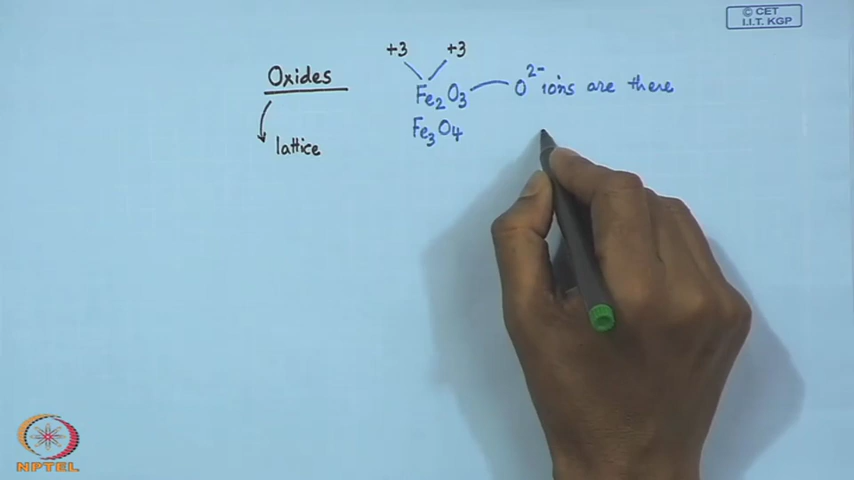 © CET
I.I.T. KGP
+3 +3
Oxides
Fe₂O₃ O²⁻ ions are there
Fe₃O₄
lattice
NPTEL